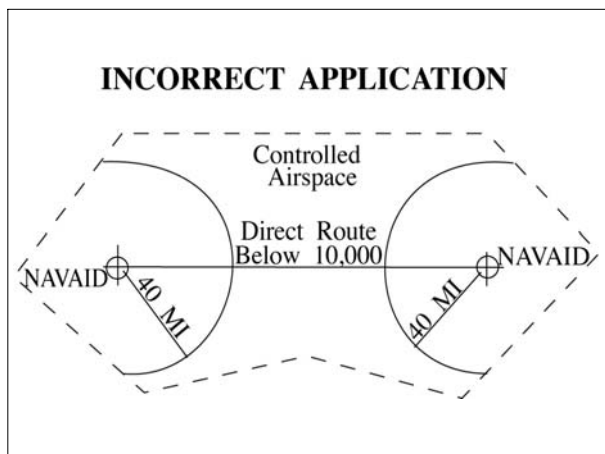 INCORRECT APPLICATION
Controlled
Airspace
Direct Route
Below 10,000
NAVAID
NAVAID
40 MI
40 MI